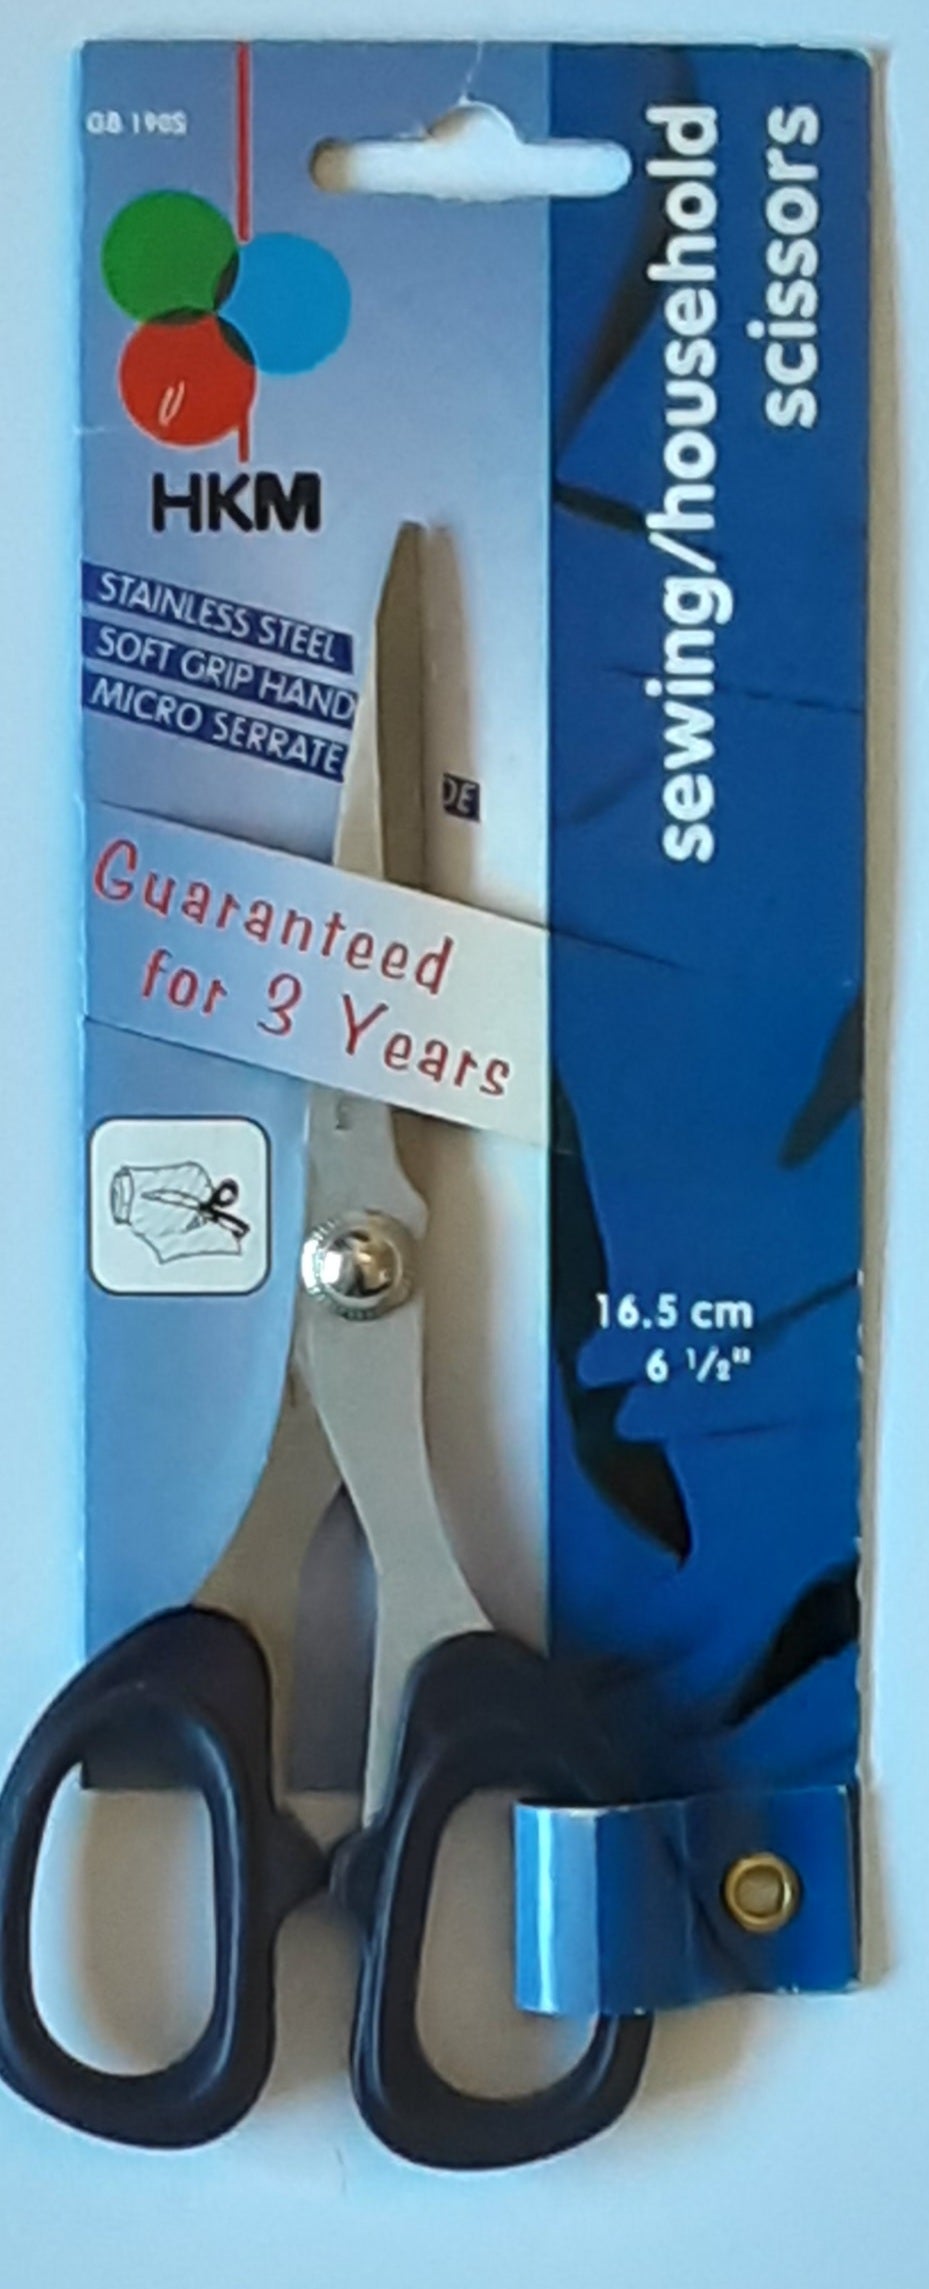 GB 190S
HKM
STAINLESS STEEL
SOFT GRIP HAND
MICRO SERRATE
DE
Guaranteed
for 3 Years
sewing/household
scissors
16.5 cm
6 1/2"